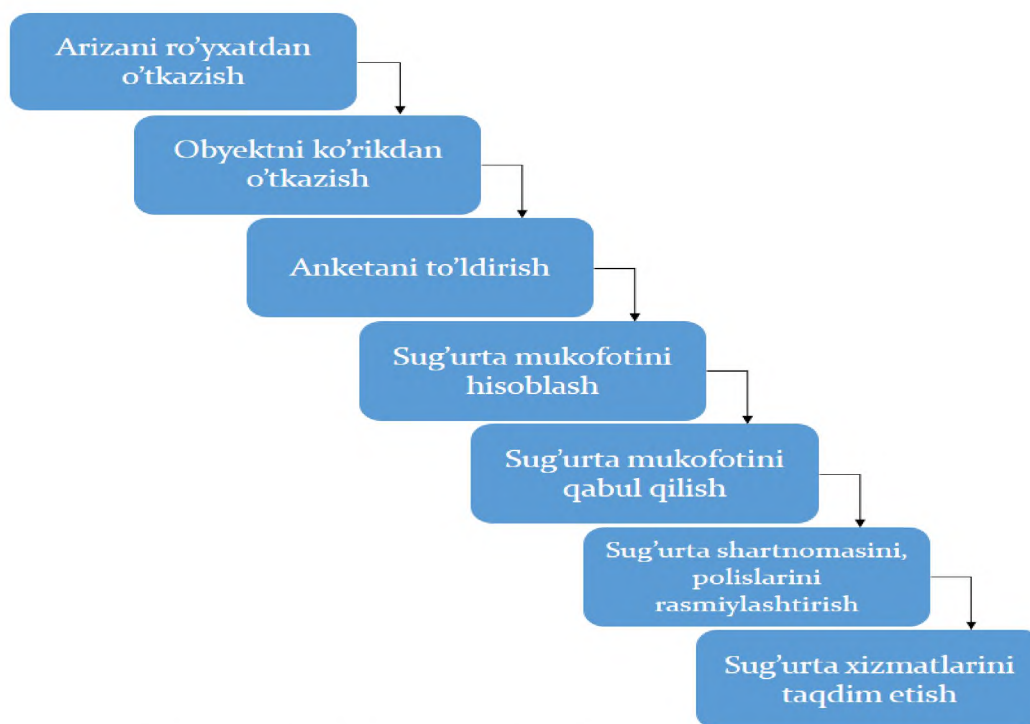 Arizani ro’yxatdan
o’tkazish
Obyektni ko’rikdan
o’tkazish
Anketani to’ldirish
Sug’urta mukofotini
hisoblash
Sug’urta mukofotini
qabul qilish
Sug’urta shartnomasini,
polislarini
rasmiylashtirish
Sug’urta xizmatlarini
taqdim etish